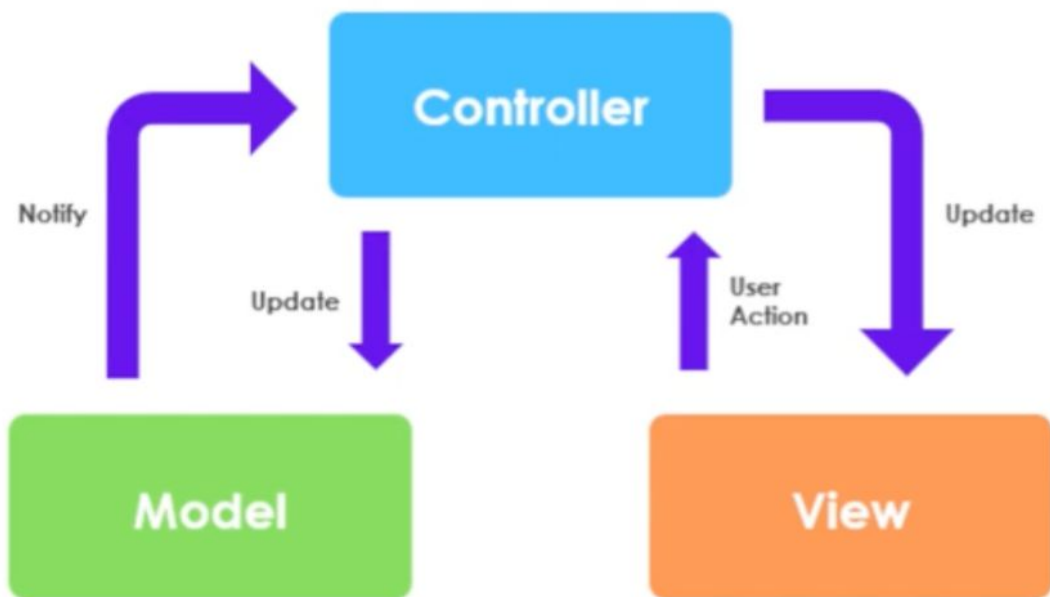 Controller
Notify
Update
Update
User
Action
Model
View